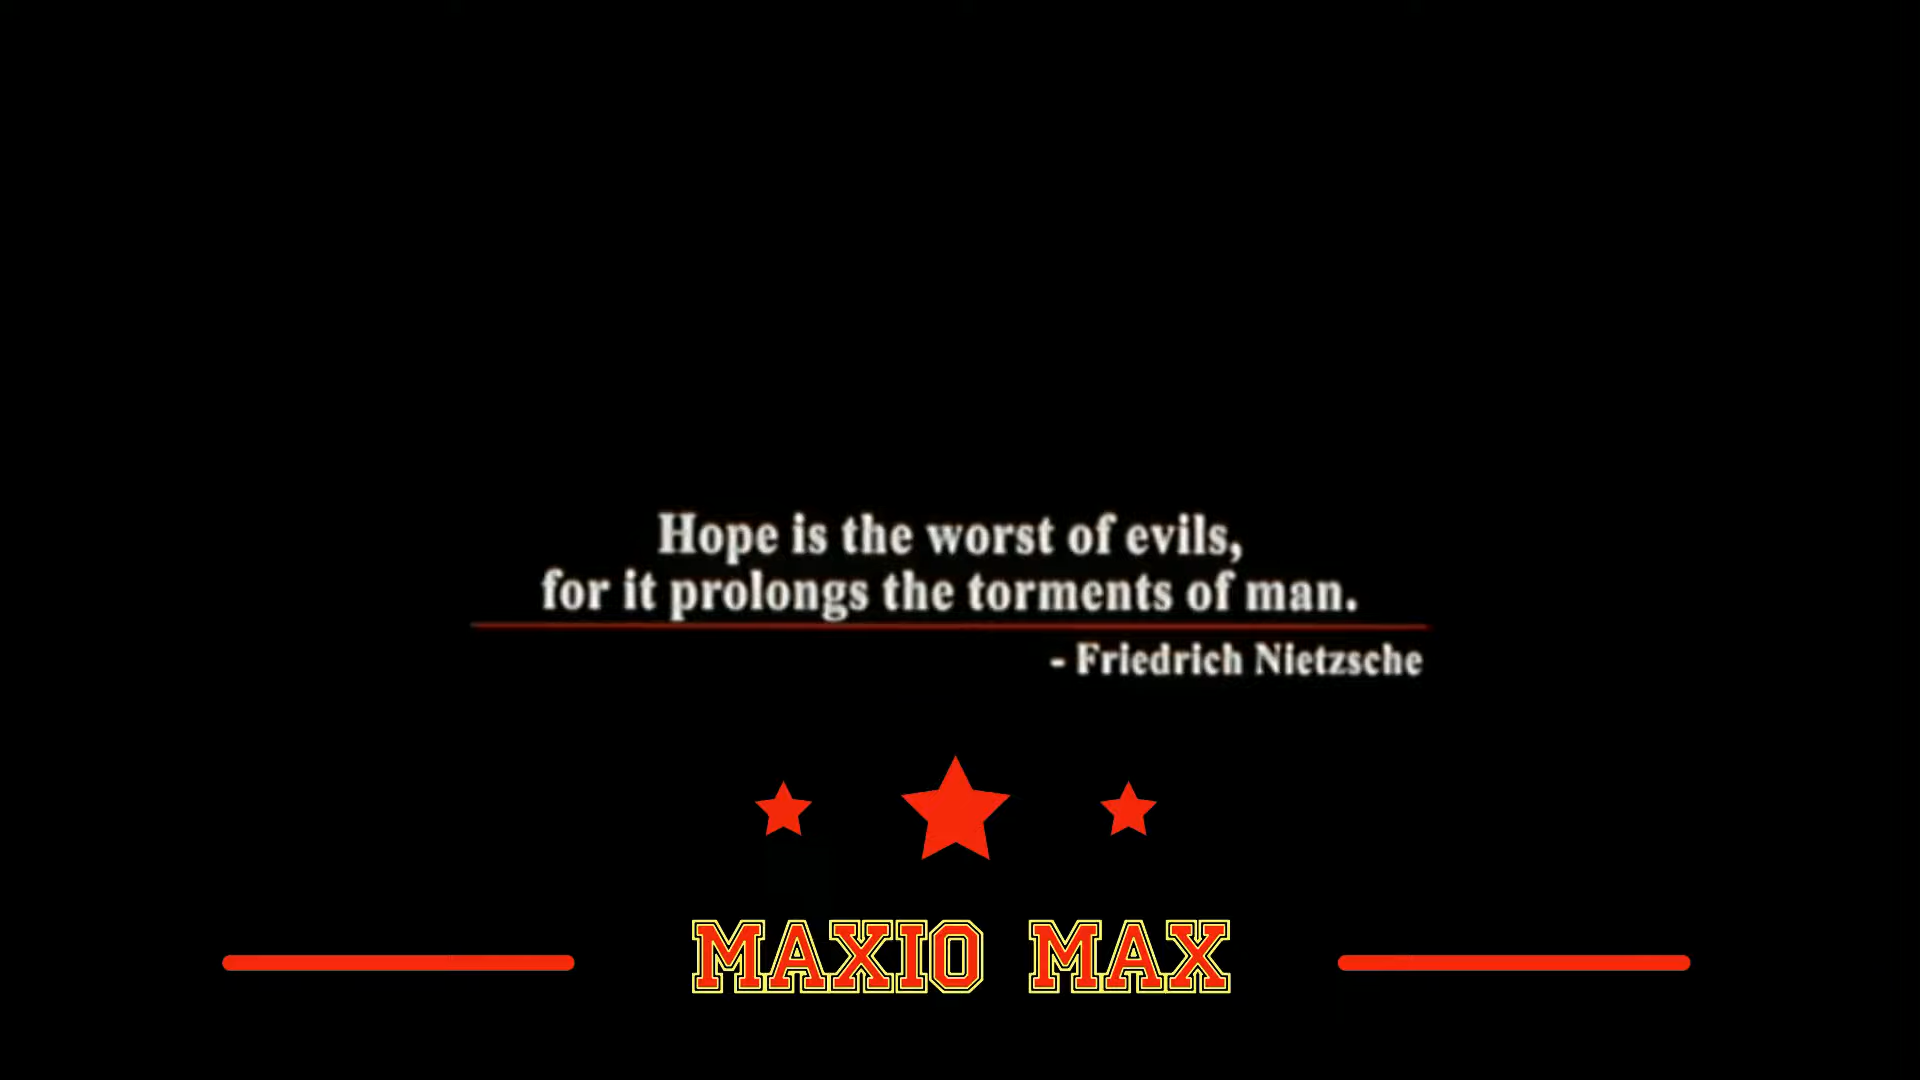 Hope is the worst of evils,
for it prolongs the torments of man.
- Friedrich Nietzsche
MAXIO MAX